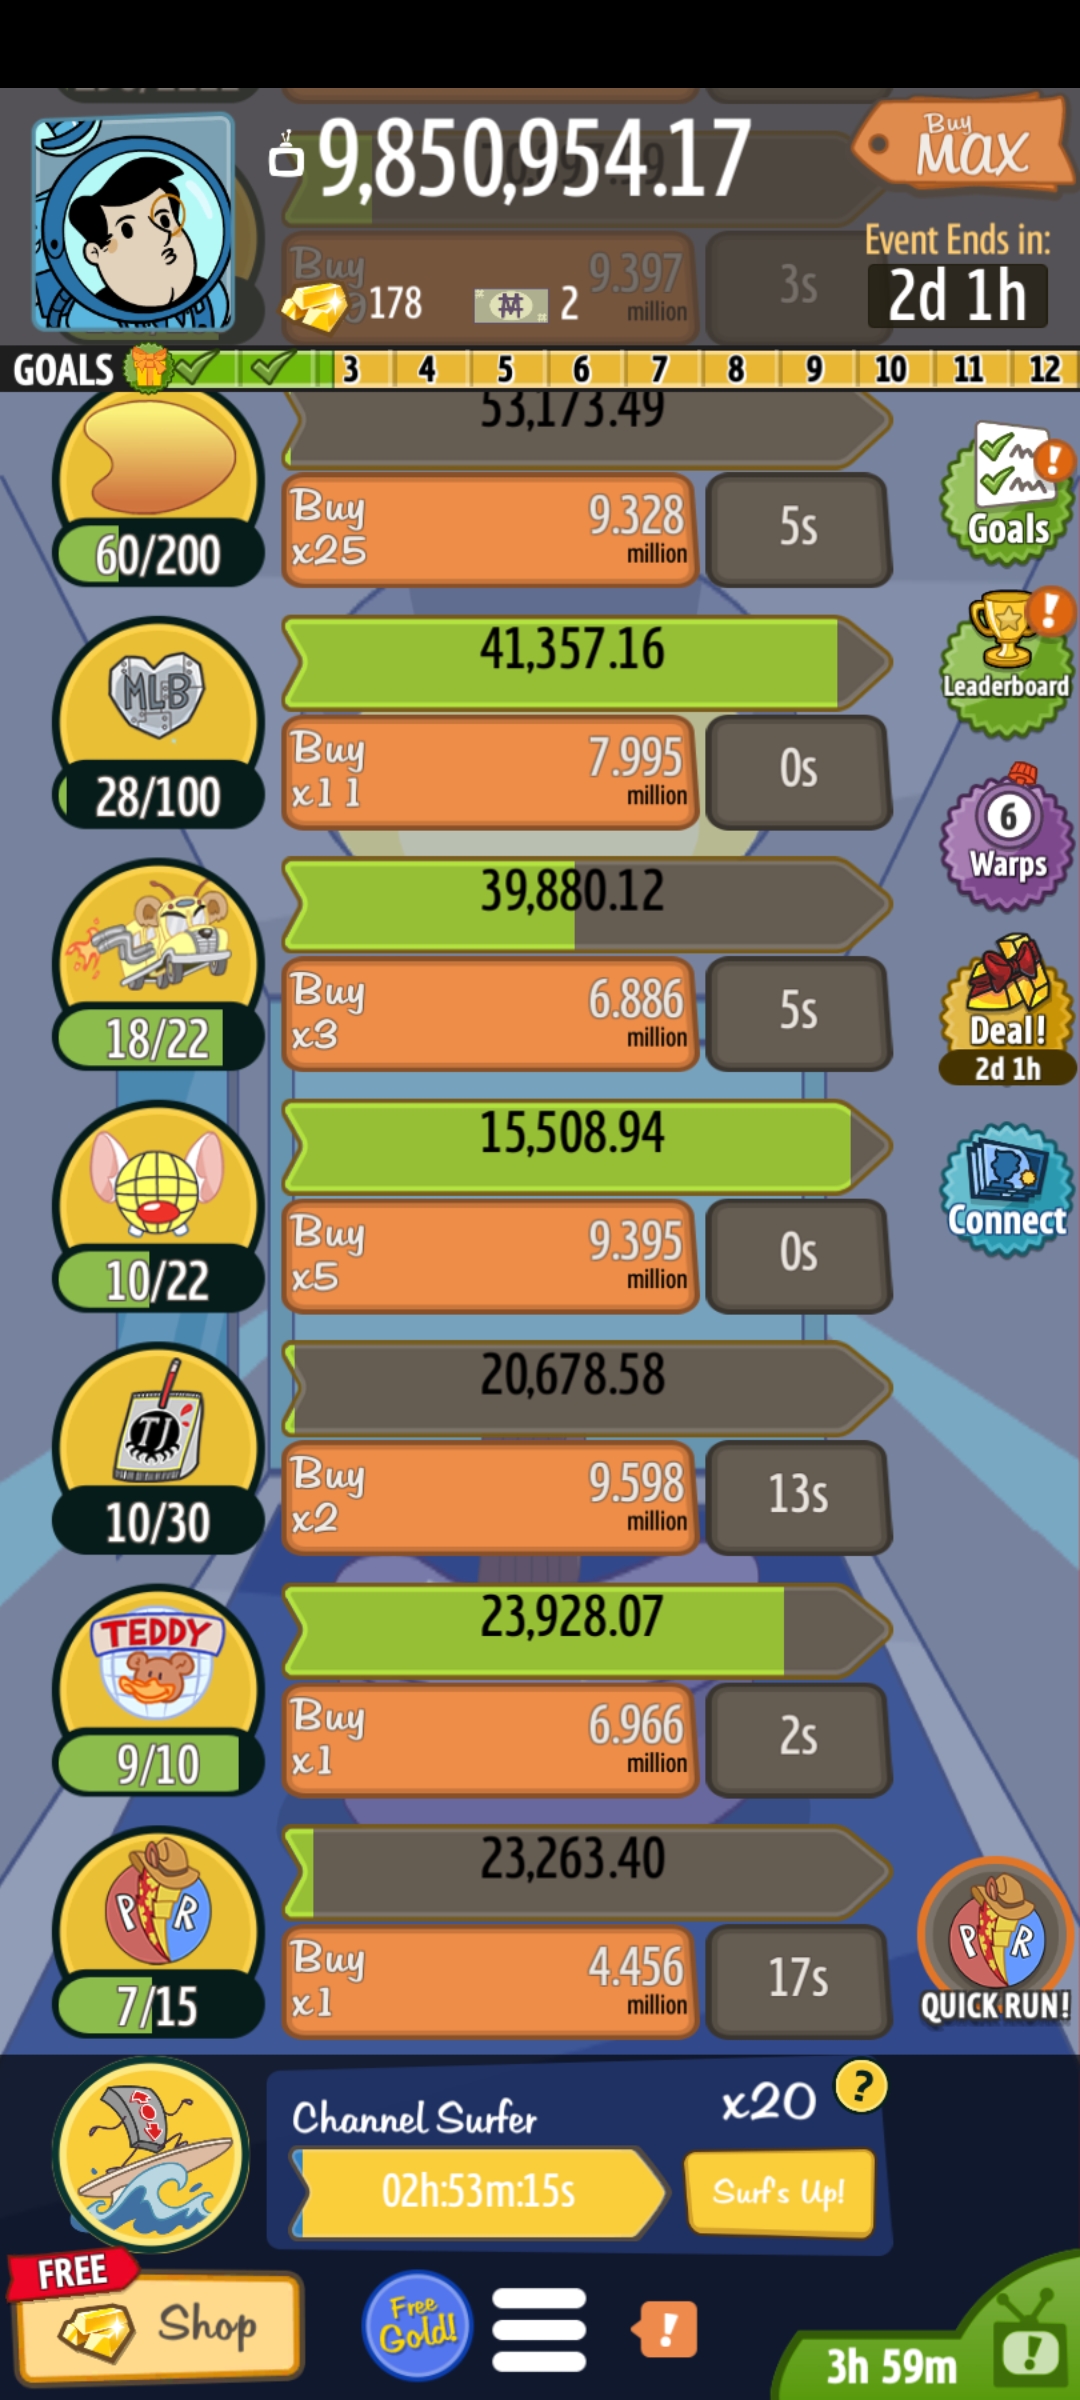 9,850,954.17
Buy
MAX
Event Ends in:
2d 1h
Buy
9.397
million
3s
178
2
GOALS
3
4
5
6
7
8
9
10
11
12
53,173.49
60/200
Buy
x25
9.328
million
5s
Goals
MLB
28/100
41,357.16
Buy
x11
7.995
million
0s
Leaderboard
6
Warps
18/22
39,880.12
Buy
x3
6.886
million
5s
Deal!
2d 1h
10/22
15,508.94
Buy
x5
9.395
million
0s
Connect
TJ
10/30
20,678.58
Buy
x2
9.598
million
13s
TEDDY
9/10
23,928.07
Buy
x1
6.966
million
2s
P R
7/15
23,263.40
Buy
x1
4.456
million
17s
P R
QUICK RUN!
Channel Surfer
x20
?
02h:53m:15s
Surf's Up!
FREE
Shop
Free
Gold!
!
3h 59m
!